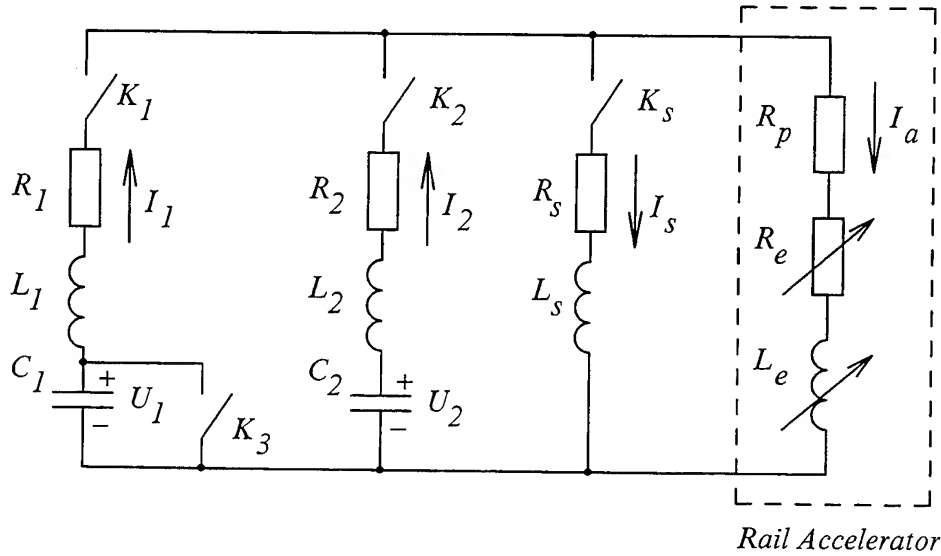 K1
K2
Ks
R1
I1
R2
I2
Rs
Is
Rp
Ia
Re
L1
L2
Ls
Le
C1
+
U1
−
K3
C2
+
U2
−
Rail Accelerator